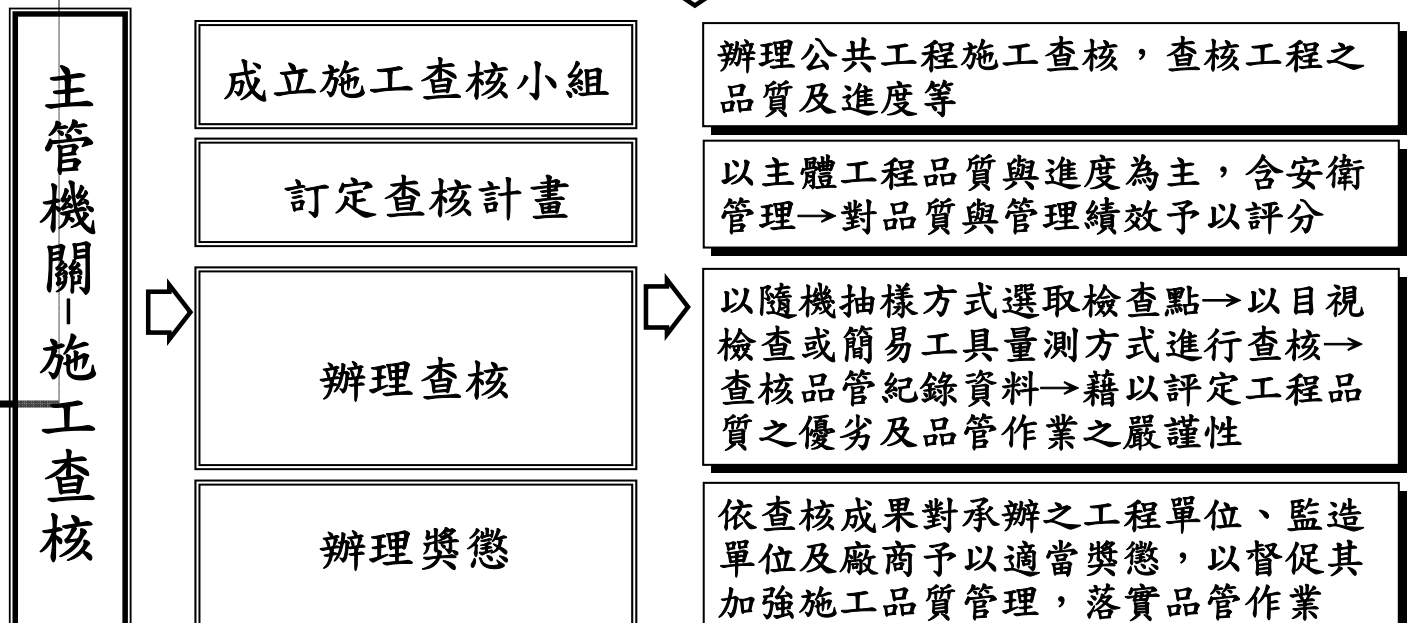 主管機關-施工查核
成立施工查核小組
辦理公共工程施工查核，查核工程之
品質及進度等
訂定查核計畫
以主體工程品質與進度為主，含安衛
管理→對品質與管理績效予以評分
辦理查核
以隨機抽樣方式選取檢查點→以目視
檢查或簡易工具量測方式進行查核→
查核品管紀錄資料→藉以評定工程品
質之優劣及品管作業之嚴謹性
辦理獎懲
依查核成果對承辦之工程單位、監造
單位及廠商予以適當獎懲，以督促其
加強施工品質管理，落實品管作業